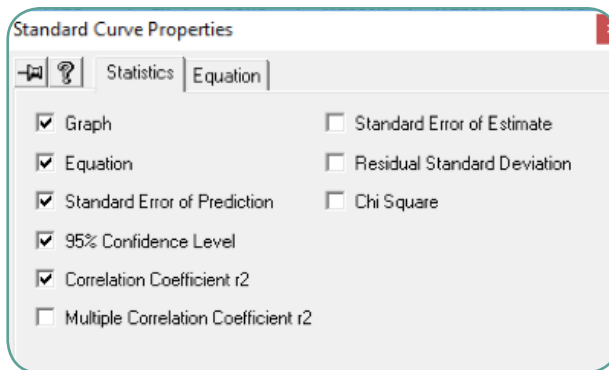 Standard Curve Properties
Statistics
Equation
Graph
Equation
Standard Error of Prediction
95% Confidence Level
Correlation Coefficient r2
Multiple Correlation Coefficient r2
Standard Error of Estimate
Residual Standard Deviation
Chi Square